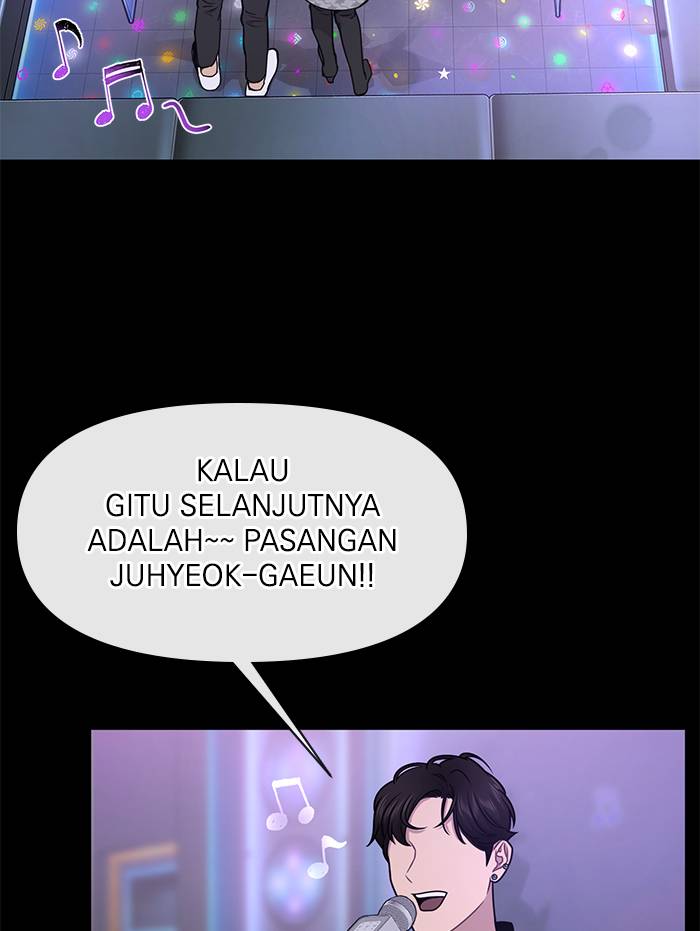 KALAU
GITU SELANJUTNYA
ADALAH~~ PASANGAN
JUHYEOK-GAEUN!!